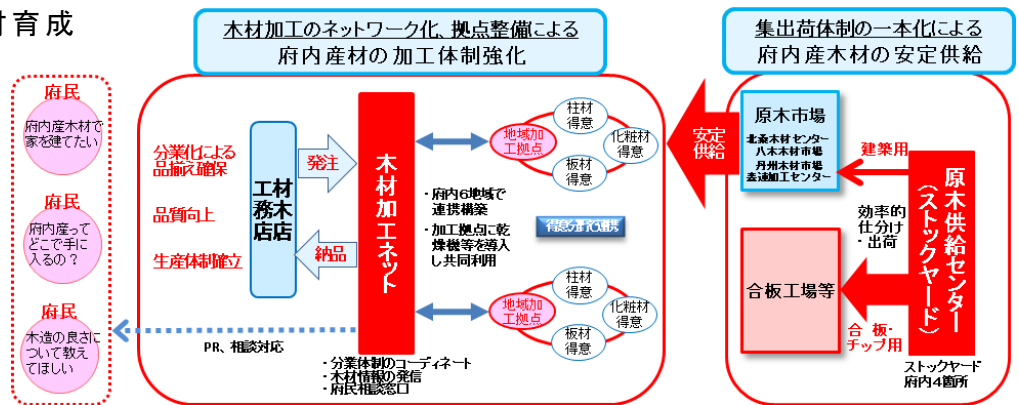 材育成
木材加工のネットワーク化、拠点整備による
府内産材の加工体制強化
集出荷体制の一本化による
府内産木材の安定供給
府民
府内産木材で
家を建てたい
府民
府内産って
どこで手に
入るの？
府民
木造の良さに
ついて教え
てほしい
分業化による
品揃え確保
品質向上
生産体制確立
材木店
工務店
発注
納品
木材加工ネット
PR、相談対応
・分業体制のコーディネート
・木材情報の発信
・府民相談窓口
地域加
工拠点
柱材
得意
化粧材
得意
板材
得意
・府内6地域で
連携構築
・加工拠点に乾
燥機等を導入
し共同利用
得意分野で連携
地域加
工拠点
柱材
得意
化粧材
得意
板材
得意
安定
供給
原木市場
北桑木材センター
八木木材市場
丹州木材市場
建築用
効率的
仕分け
・出荷
合板工場等
合板・
チップ用
原木供給センター
（ストックヤード）
ストックヤード
府内4箇所